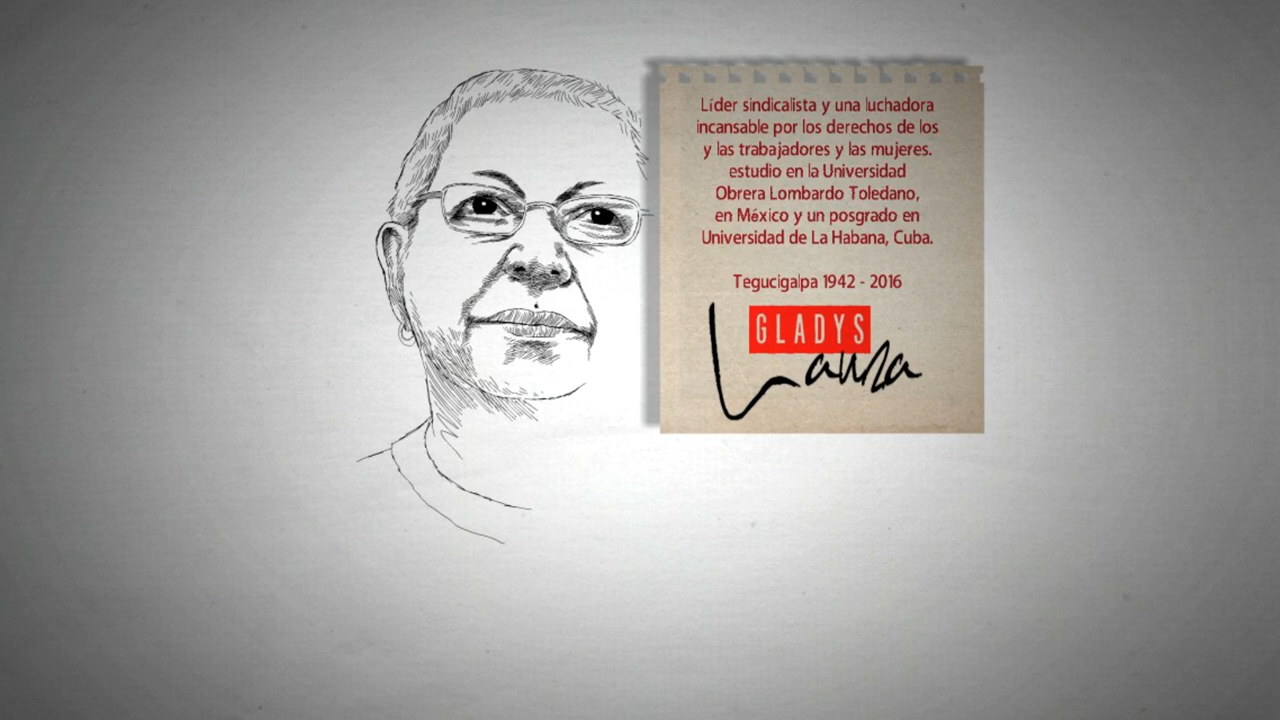 Líder sindicalista y una luchadora
incansable por los derechos de los
y las trabajadores y las mujeres.
estudio en la Universidad
Obrera Lombardo Toledano,
en México y un posgrado en
Universidad de La Habana, Cuba.
Tegucigalpa 1942 - 2016
GLADYS
Lanza